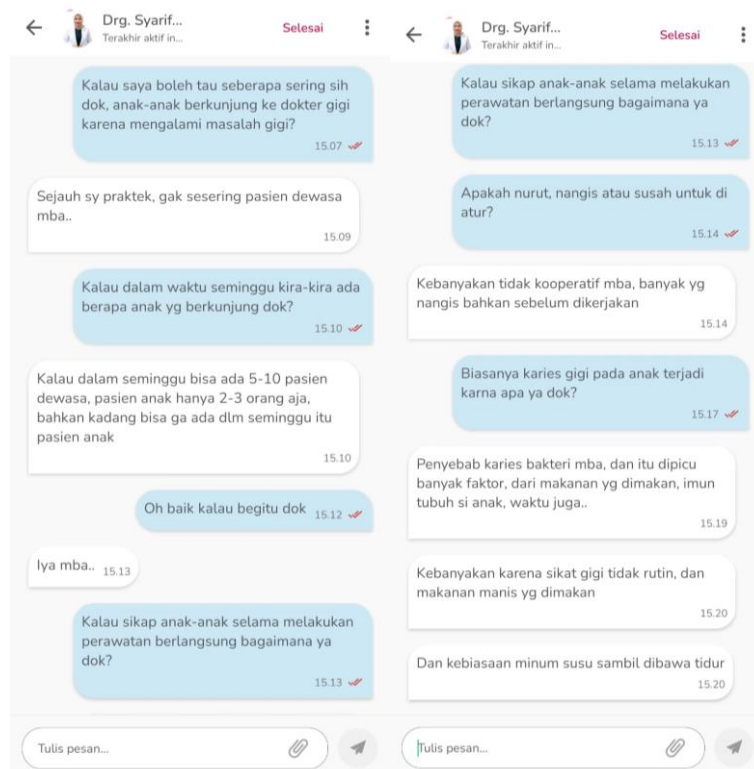 Drg. Syarif...
Terakhir aktif in...
Selesai
Kalau saya boleh tau seberapa sering sih
dok, anak-anak berkunjung ke dokter gigi
karena mengalami masalah gigi?
15.07
Sejauh sy praktek, gak sesering pasien dewasa
mba..
15.09
Kalau dalam waktu seminggu kira-kira ada
berapa anak yg berkunjung dok?
15.10
Kalau dalam seminggu bisa ada 5-10 pasien
dewasa, pasien anak hanya 2-3 orang aja,
bahkan kadang bisa ga ada dlm seminggu itu
pasien anak
15.10
Oh baik kalau begitu dok 15.12
Iya mba.. 15.13
Kalau sikap anak-anak selama melakukan
perawatan berlangsung bagaimana ya
dok?
15.13
Tulis pesan...
Drg. Syarif...
Terakhir aktif in...
Selesai
Kalau sikap anak-anak selama melakukan
perawatan berlangsung bagaimana ya
dok?
15.13
Apakah nurut, nangis atau susah untuk di
atur?
15.14
Kebanyakan tidak kooperatif mba, banyak yg
nangis bahkan sebelum dikerjakan
15.14
Biasanya karies gigi pada anak terjadi
karna apa ya dok?
15.17
Penyebab karies bakteri mba, dan itu dipicu
banyak faktor, dari makanan yg dimakan, imun
tubuh si anak, waktu juga..
15.19
Kebanyakan karena sikat gigi tidak rutin, dan
makanan manis yg dimakan
15.20
Dan kebiasaan minum susu sambil dibawa tidur
15.20
Tulis pesan...